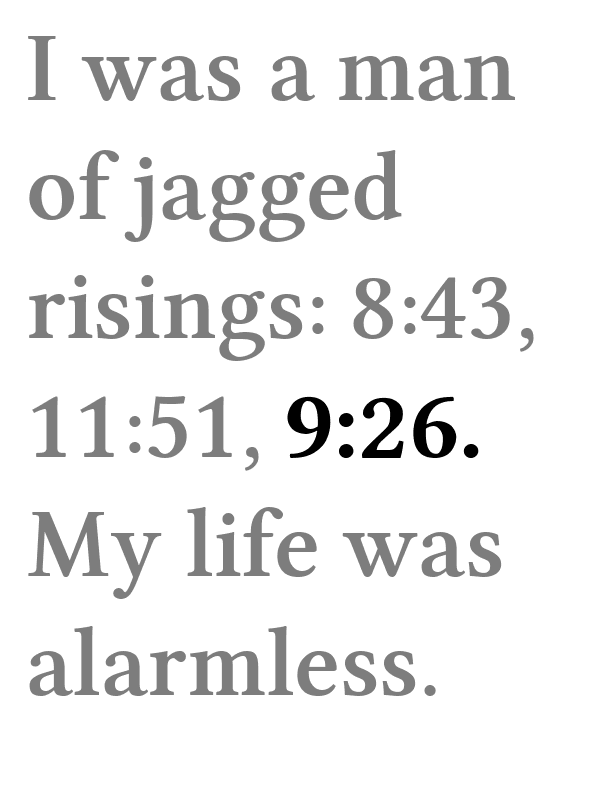 I was a man
of jagged
risings: 8:43,
11:51, 9:26.
My life was
alarmless.